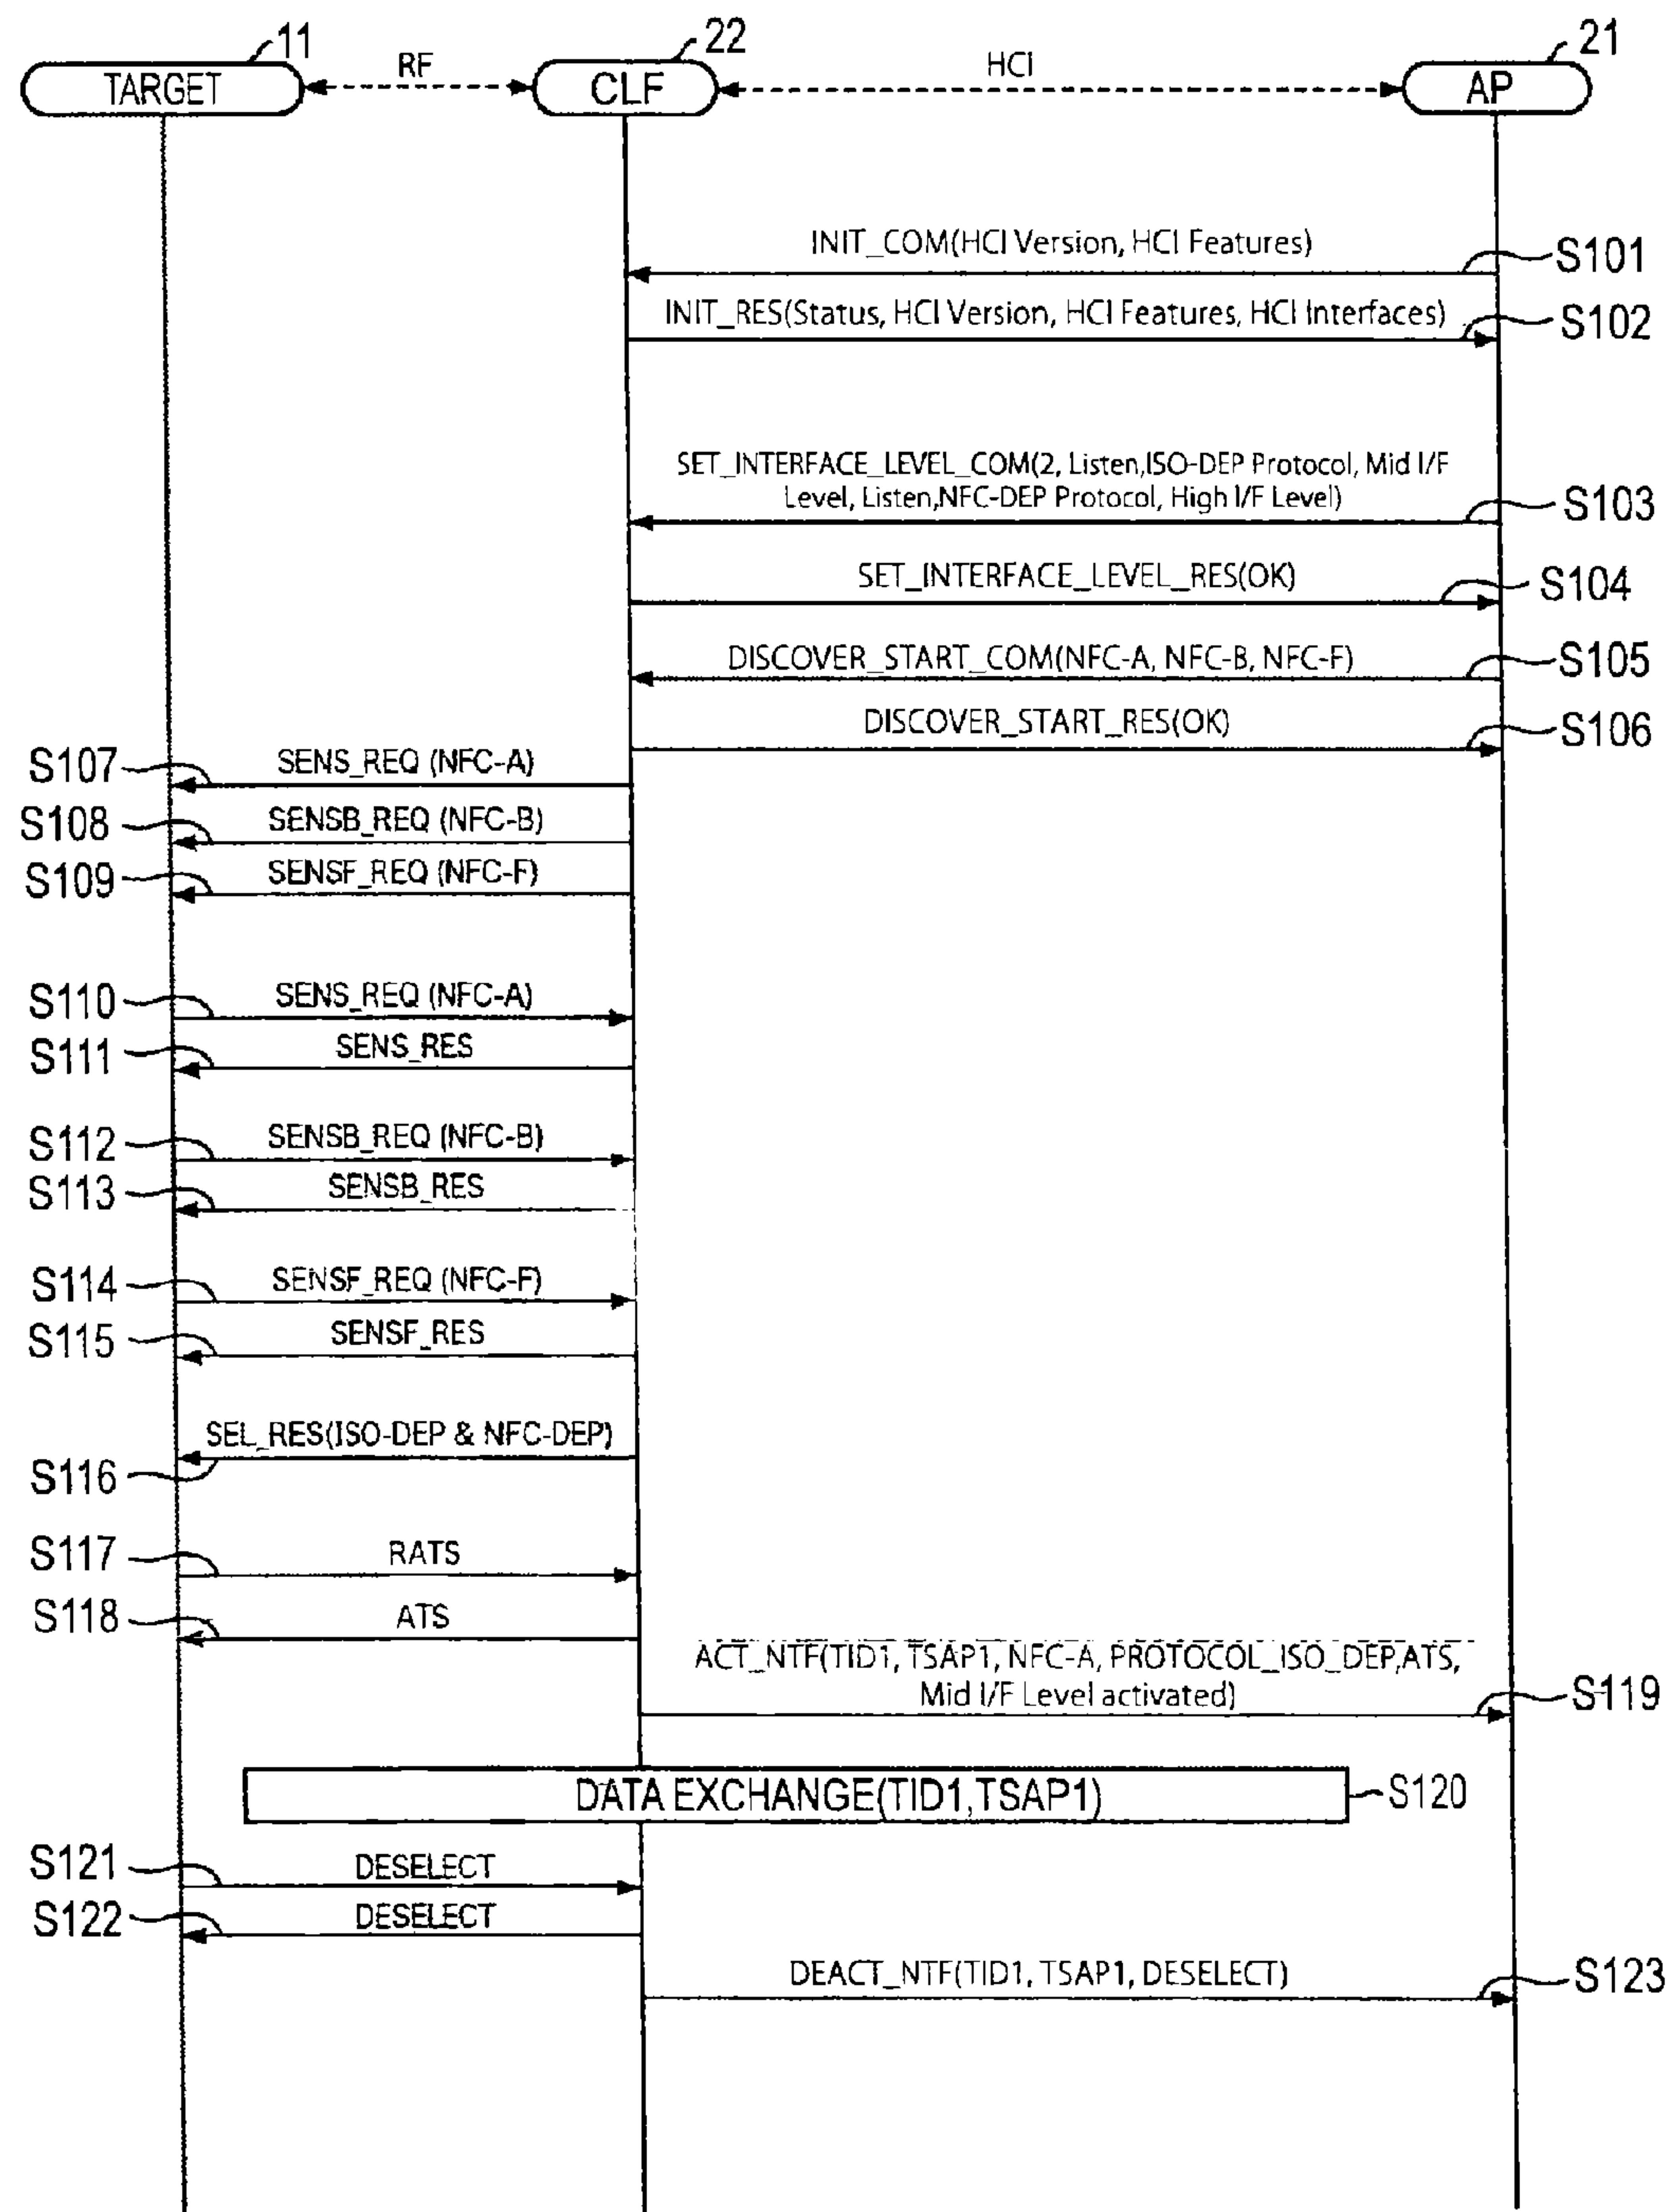 11
22
21
TARGET
RF
CLF
HCI
AP
INIT_COM(HCI Version, HCI Features)
S101
INIT_RES(Status, HCI Version, HCI Features, HCI Interfaces)
S102
SET_INTERFACE_LEVEL_COM(2, Listen,ISO-DEP Protocol, Mid I/F
Level, Listen,NFC-DEP Protocol, High I/F Level)
S103
SET_INTERFACE_LEVEL_RES(OK)
S104
DISCOVER_START_COM(NFC-A, NFC-B, NFC-F)
S105
DISCOVER_START_RES(OK)
S106
S107
SENS_REQ (NFC-A)
S108
SENSB_REQ (NFC-B)
S109
SENSF_REQ (NFC-F)
S110
SENS_REQ (NFC-A)
S111
SENS_RES
S112
SENSB_REQ (NFC-B)
S113
SENSB_RES
S114
SENSF_REQ (NFC-F)
S115
SENSF_RES
SEL_RES(ISO-DEP & NFC-DEP)
S116
S117
RATS
S118
ATS
ACT_NTF(TID1, TSAP1, NFC-A, PROTOCOL_ISO_DEP,ATS,
Mid I/F Level activated)
S119
DATA EXCHANGE(TID1,TSAP1)
S120
S121
DESELECT
S122
DESELECT
DEACT_NTF(TID1, TSAP1, DESELECT)
S123